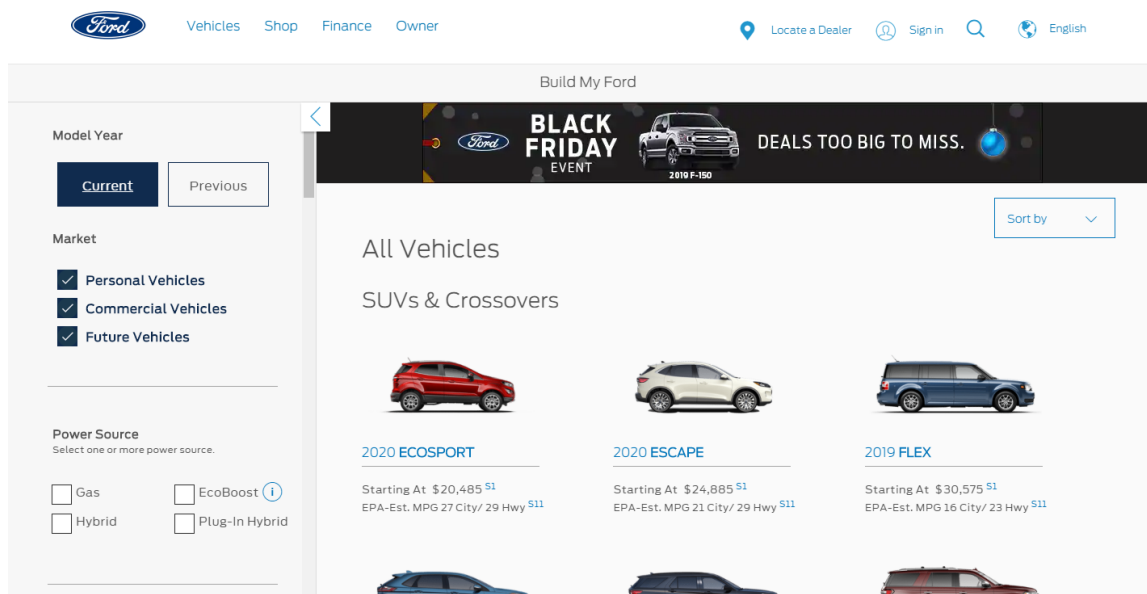 Ford
Vehicles Shop Finance Owner
Locate a Dealer Sign in English
Build My Ford
Model Year
Current Previous
Market
Personal Vehicles
Commercial Vehicles
Future Vehicles
Power Source
Select one or more power source.
Gas EcoBoost i
Hybrid Plug-In Hybrid
Ford
BLACK
FRIDAY
EVENT
2019 F-150
DEALS TOO BIG TO MISS.
Sort by
All Vehicles
SUVs & Crossovers
2020 ECOSPORT
Starting At $20,485 S1
EPA-Est. MPG 27 City/ 29 Hwy S11
2020 ESCAPE
Starting At $24,885 S1
EPA-Est. MPG 21 City/ 29 Hwy S11
2019 FLEX
Starting At $30,575 S1
EPA-Est. MPG 16 City/ 23 Hwy S11